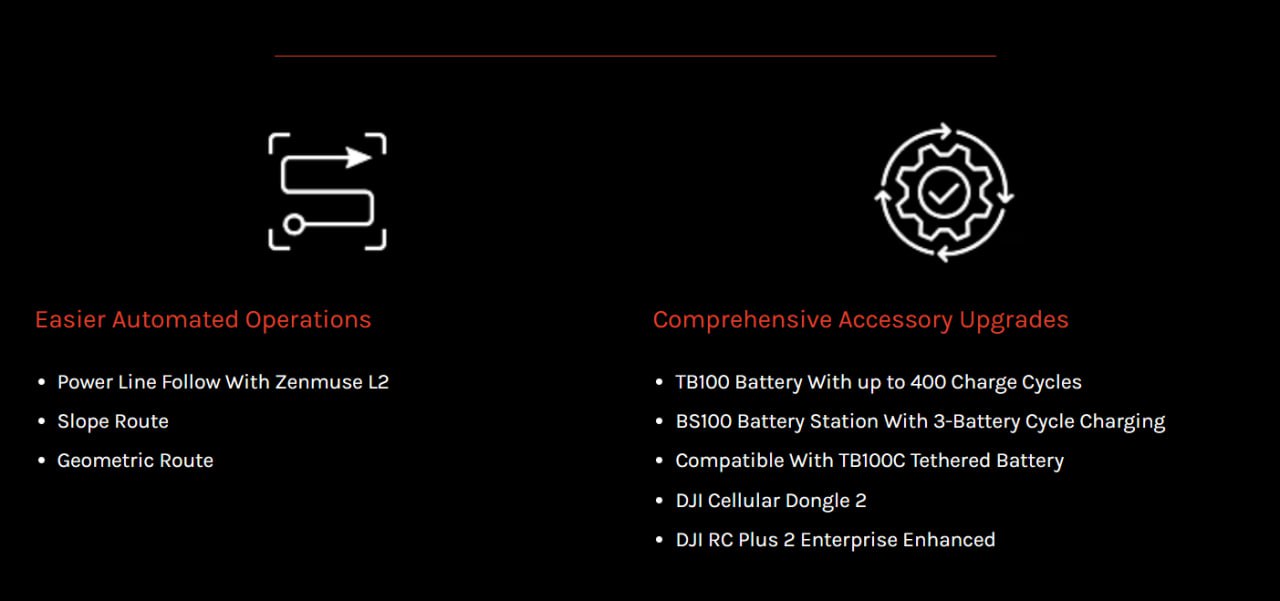 Easier Automated Operations
• Power Line Follow With Zenmuse L2
• Slope Route
• Geometric Route
Comprehensive Accessory Upgrades
• TB100 Battery With up to 400 Charge Cycles
• BS100 Battery Station With 3-Battery Cycle Charging
• Compatible With TB100C Tethered Battery
• DJI Cellular Dongle 2
• DJI RC Plus 2 Enterprise Enhanced